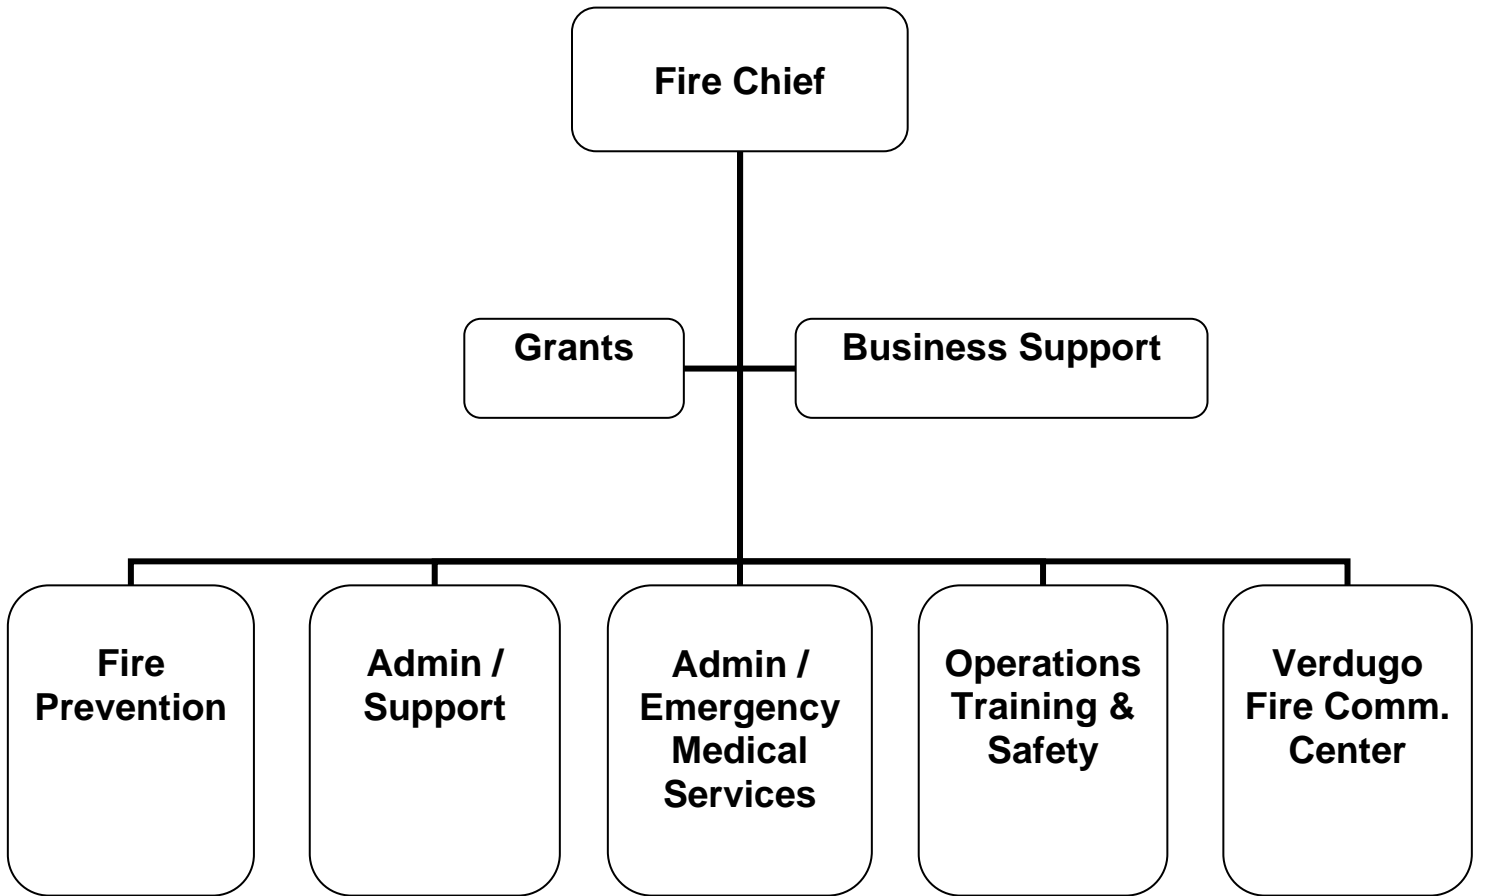 Fire Chief
Grants
Business Support
Fire
Prevention
Admin /
Support
Admin /
Emergency
Medical
Services
Operations
Training &
Safety
Verdugo
Fire Comm.
Center